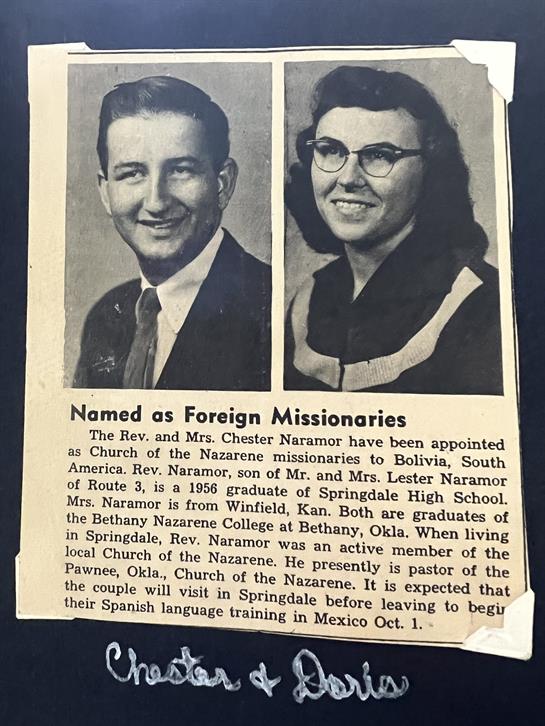 Named as Foreign Missionaries
The Rev. and Mrs. Chester Naramor have been appointed
as Church of the Nazarene missionaries to Bolivia, South
America. Rev. Naramor, son of Mr. and Mrs. Lester Naramor
of Route 3, is a 1956 graduate of Springdale High School.
Mrs. Naramor is from Winfield, Kan. Both are graduates of
the Bethany Nazarene College at Bethany, Okla. When living
in Springdale, Rev. Naramor was an active member of the
local Church of the Nazarene. He presently is pastor of the
Pawnee, Okla., Church of the Nazarene. It is expected that
the couple will visit in Springdale before leaving to begin
their Spanish language training in Mexico Oct. 1.
Chester & Doris